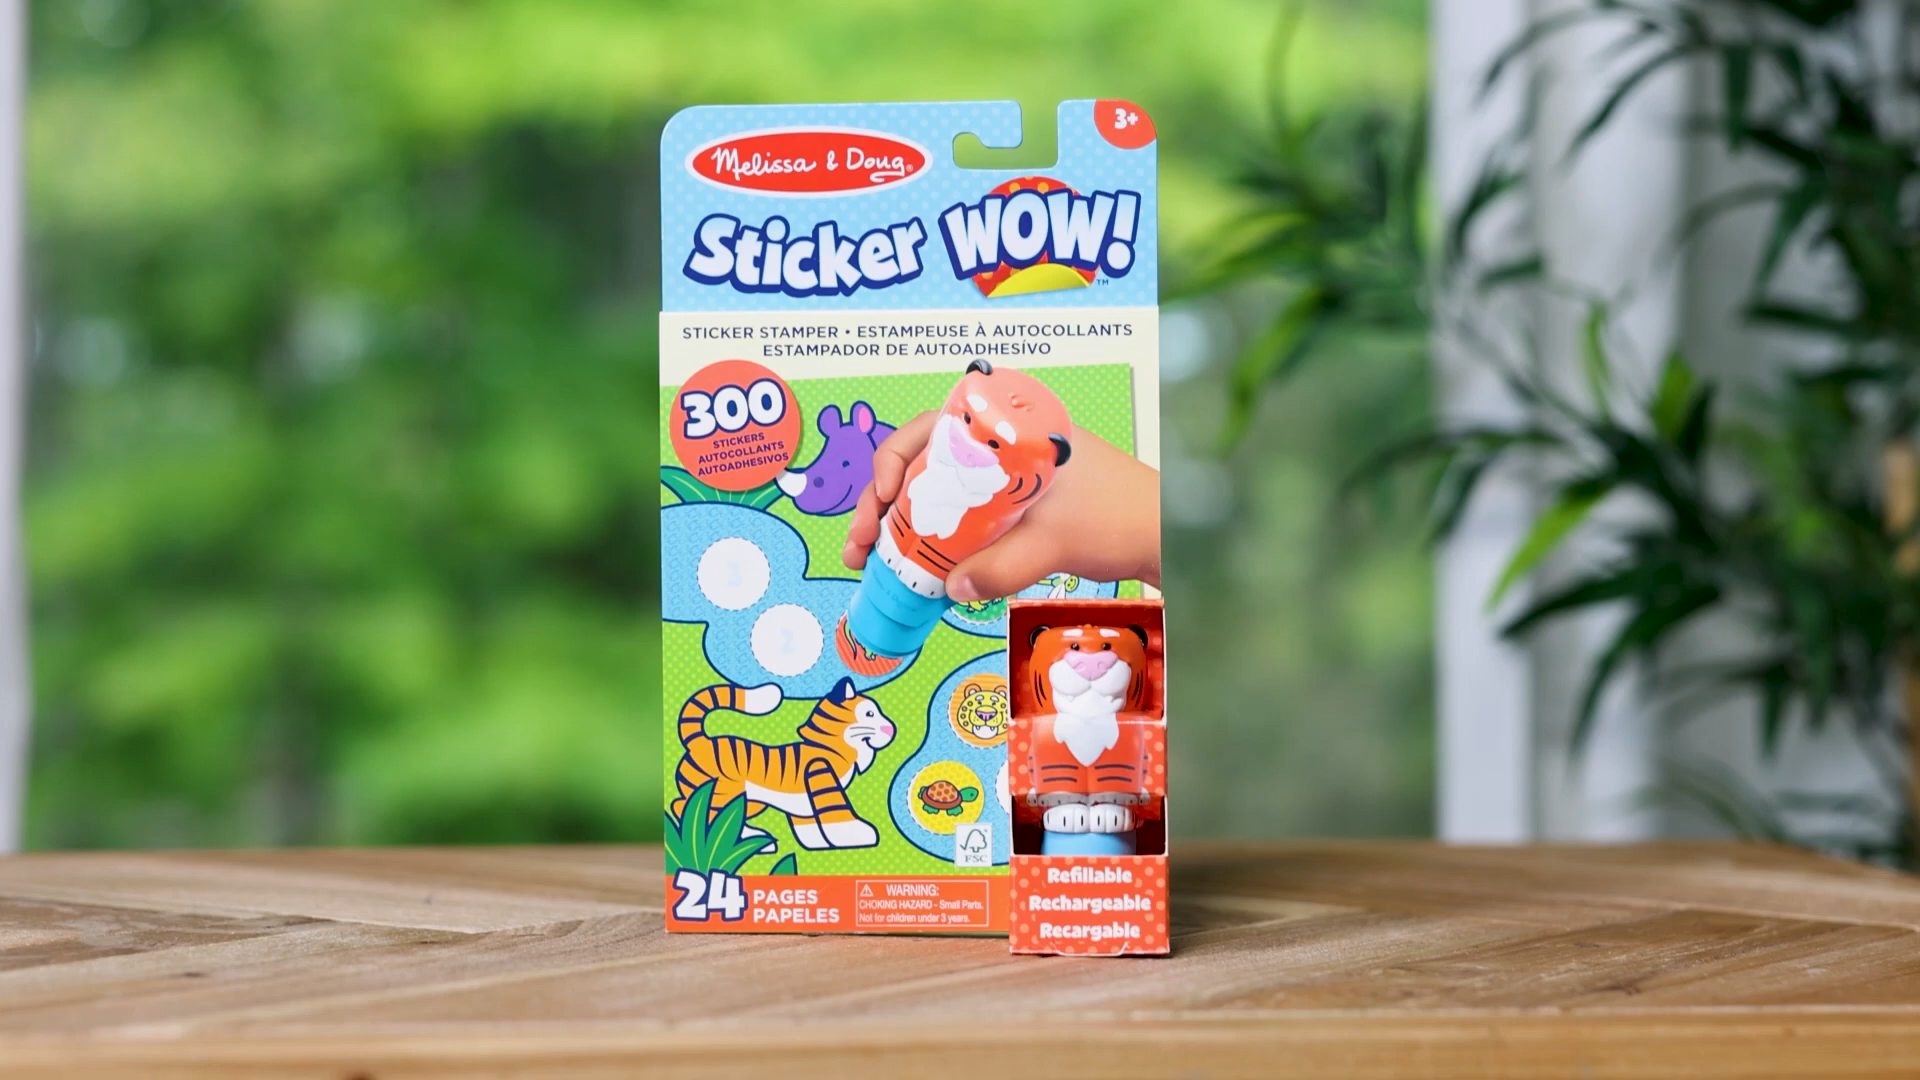 3+
Melissa & Doug®
Sticker WOW!™
STICKER STAMPER • ESTAMPEUSE À AUTOCOLLANTS
ESTAMPADOR DE AUTOADHESÍVO
300
STICKERS
AUTOCOLLANTS
AUTOADHESIVOS
2
FSC
24 PAGES
PAPELES
WARNING:
CHOKING HAZARD - Small Parts.
Not for children under 3 years.
Refillable
Rechargeable
Recargable